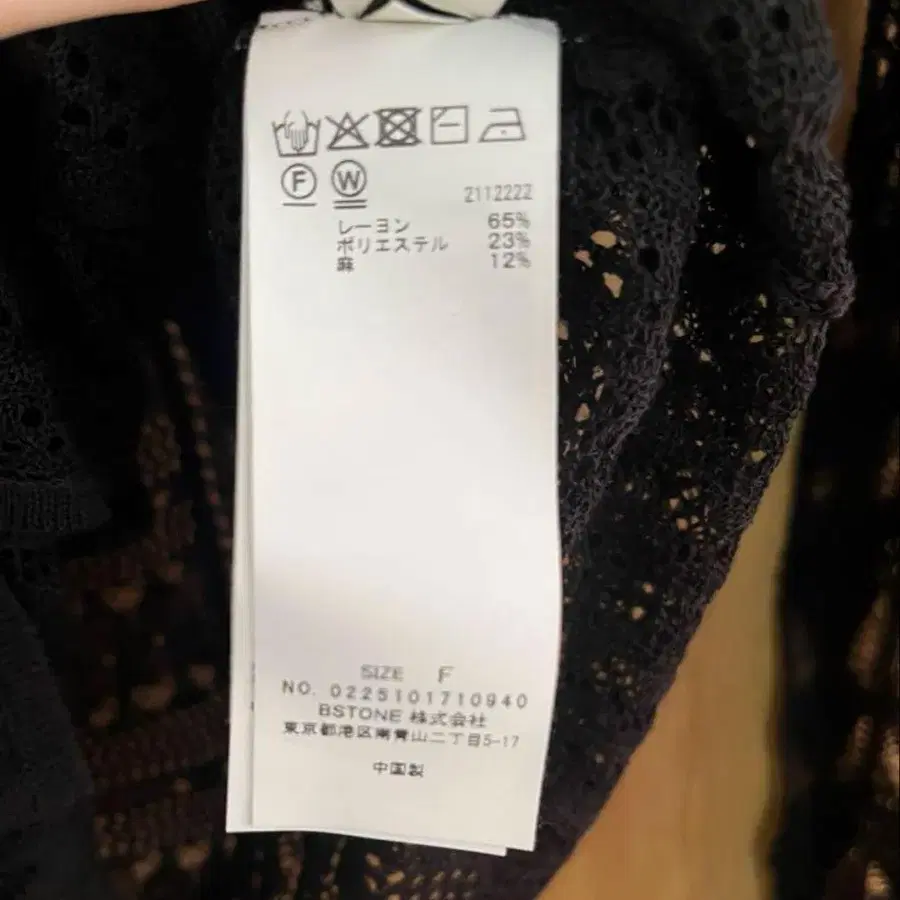 F W
2112222
レーヨン 65%
ポリエステル 23%
麻 12%
SIZE F
NO. 0225101710940
BSTONE 株式会社
東京都港区南青山二丁目5-17
中国製